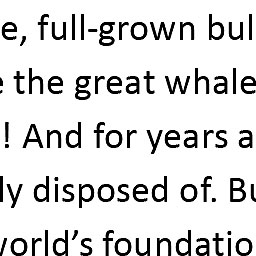 e, full-grown bul
e the great whale
! And for years a
ly disposed of. Bu
world’s foundatio